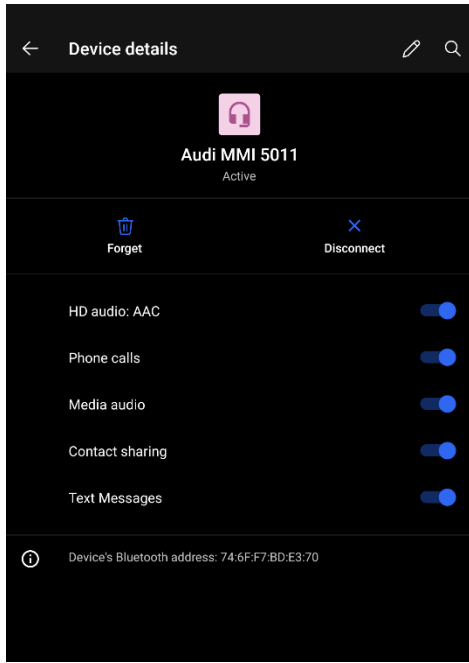 Device details
Audi MMI 5011
Active
Forget
Disconnect
HD audio: AAC
Phone calls
Media audio
Contact sharing
Text Messages
Device's Bluetooth address: 74:6F:F7:BD:E3:70